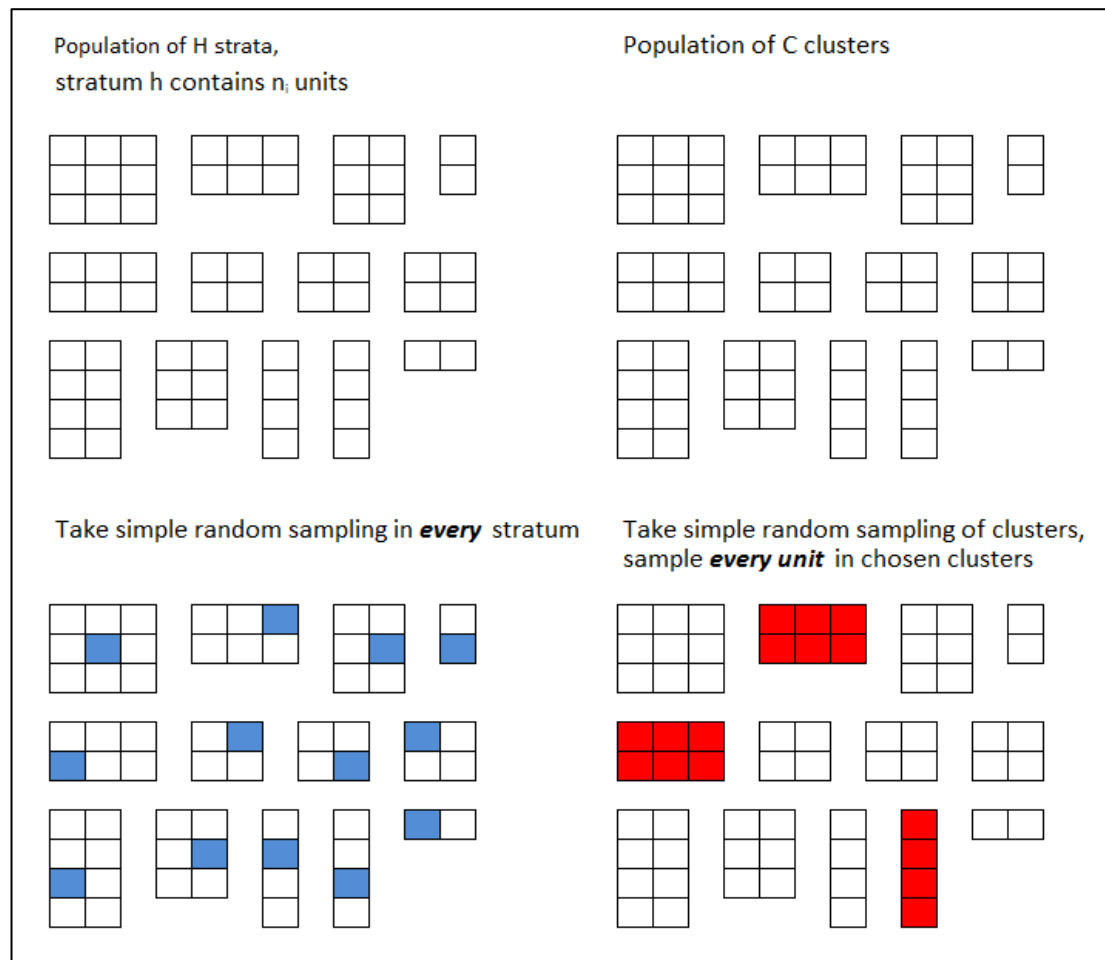 Population of H strata,
stratum h contains nᵢ units
Population of C clusters
Take simple random sampling in every stratum
Take simple random sampling of clusters,
sample every unit in chosen clusters